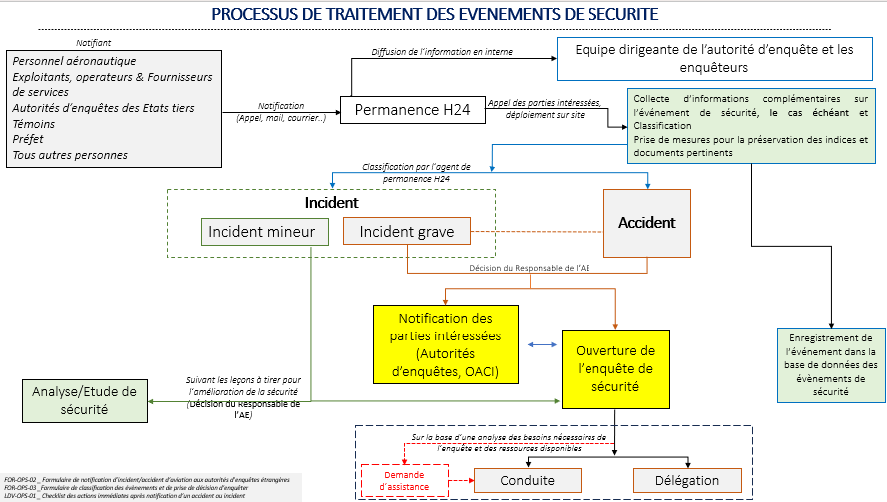 PROCESSUS DE TRAITEMENT DES EVENEMENTS DE SECURITE
Notifiant
Personnel aéronautique
Exploitants, operateurs & Fournisseurs
de services
Autorités d'enquêtes des Etats tiers
Témoins
Préfet
Tous autres personnes
Notification
(Appel, mail, courrier..)
Diffusion de l'information en interne
Permanence H24
Equipe dirigeante de l'autorité d'enquête et les
enquêteurs
Appel des parties intéressées,
déploiement sur site
Collecte d'informations complémentaires sur
l'événement de sécurité, le cas échéant et
Classification
Prise de mesures pour la préservation des indices et
documents pertinents
Classification par l'agent de
permanence H24
Incident
Incident mineur
Incident grave
Accident
Décision du Responsable de l'AE
Notification des
parties intéressées
(Autorités
d'enquêtes, OACI)
Ouverture de
l'enquête de
sécurité
Enregistrement de
l'événement dans la
base de données des
évènements de
sécurité
Analyse/Etude de
sécurité
Suivant les leçons à tirer pour
l'amélioration de la sécurité
(Décision du Responsable de
l'AE)
Sur la base d'une analyse des besoins nécessaires de
l'enquête et des ressources disponibles
Demande
d'assistance
Conduite
Délégation
FOR-OPS-02 _ Formulaire de notification d'incident/accident d'aviation aux autorités d'enquêtes étrangères
FOR-OPS-03 _ Formulaire de classification des évènements et de prise de décision d'enquêter
LDV-OPS-01 _ Checklist des actions immédiates après notification d'un accident ou incident